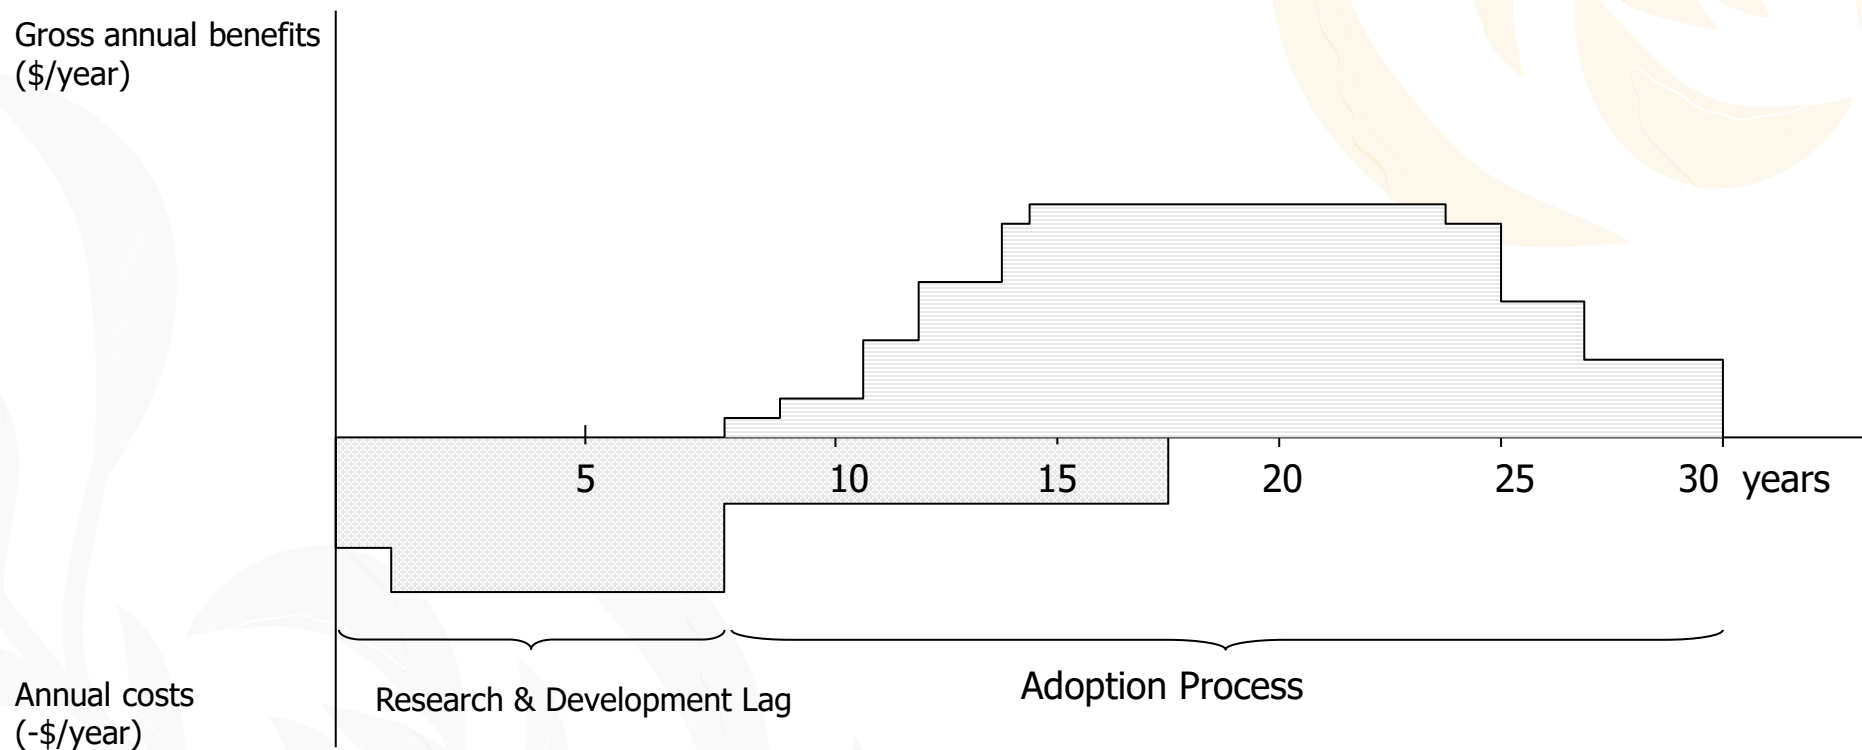 Gross annual benefits
($/year)
5
10
15
20
25
30 years
Research & Development Lag
Adoption Process
Annual costs
(-$/year)